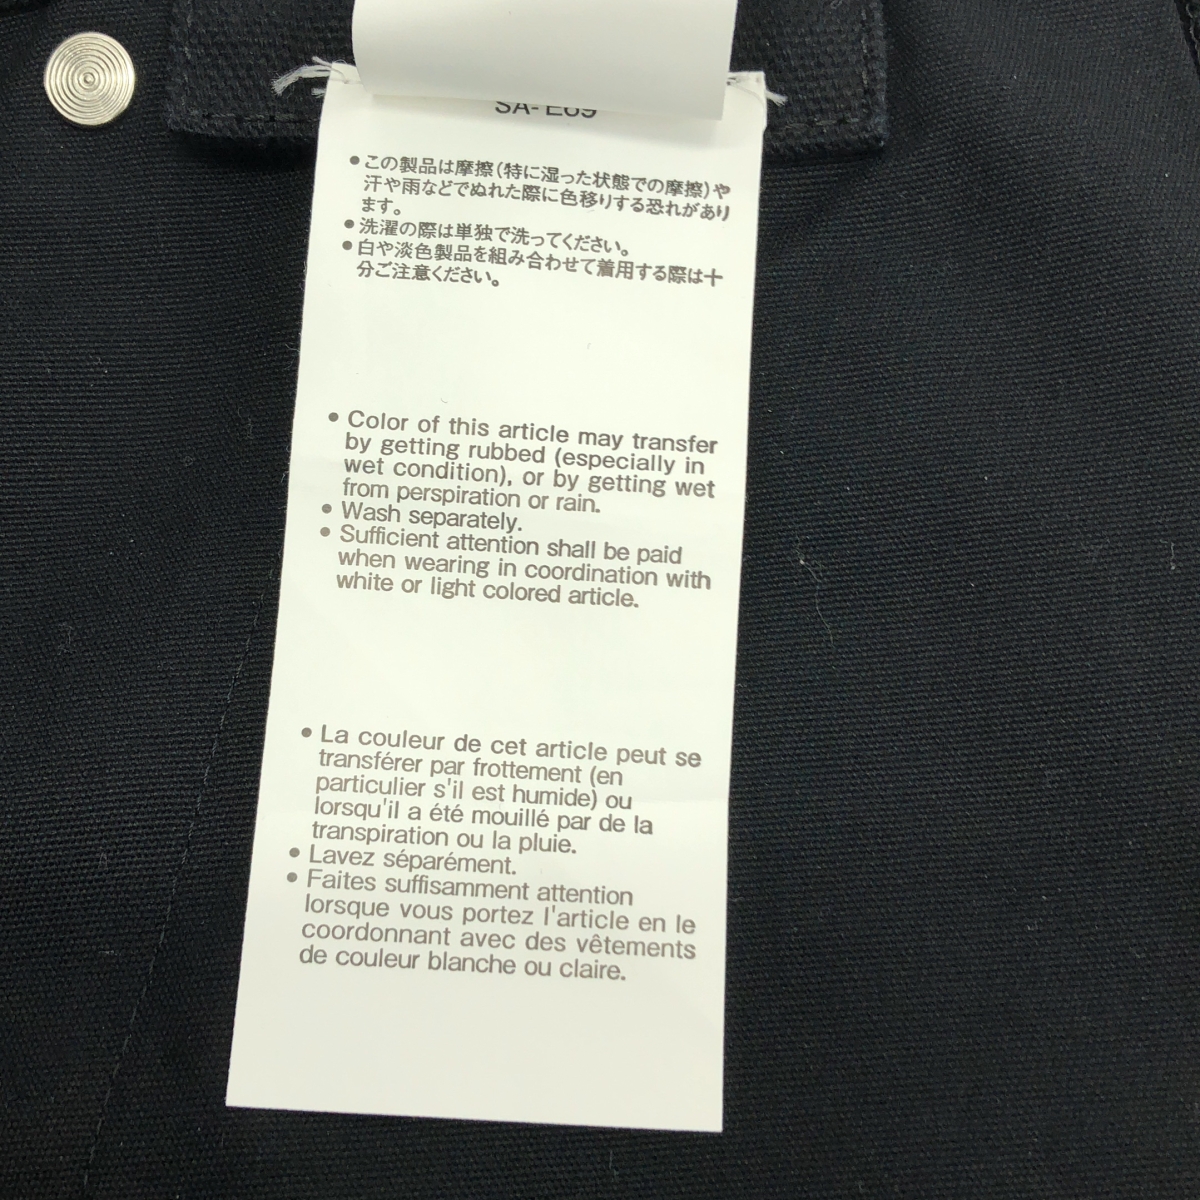 SA-E69
●この製品は摩擦(特に湿った状態での摩擦)や
汗や雨などでぬれた際に色移りする恐れがあり
ます。
●洗濯の際は単独で洗ってください。
●白や淡色製品を組み合わせて着用する際は十
分ご注意ください。
● Color of this article may transfer
by getting rubbed (especially in
wet condition), or by getting wet
from perspiration or rain.
● Wash separately.
● Sufficient attention shall be paid
when wearing in coordination with
white or light colored article.
● La couleur de cet article peut se
transférer par frottement (en
particulier s'il est humide) ou
lorsqu'il a été mouillé par de la
transpiration ou la pluie.
● Lavez séparément.
● Faites suffisamment attention
lorsque vous portez l'article en le
coordonnant avec des vêtements
de couleur blanche ou claire.